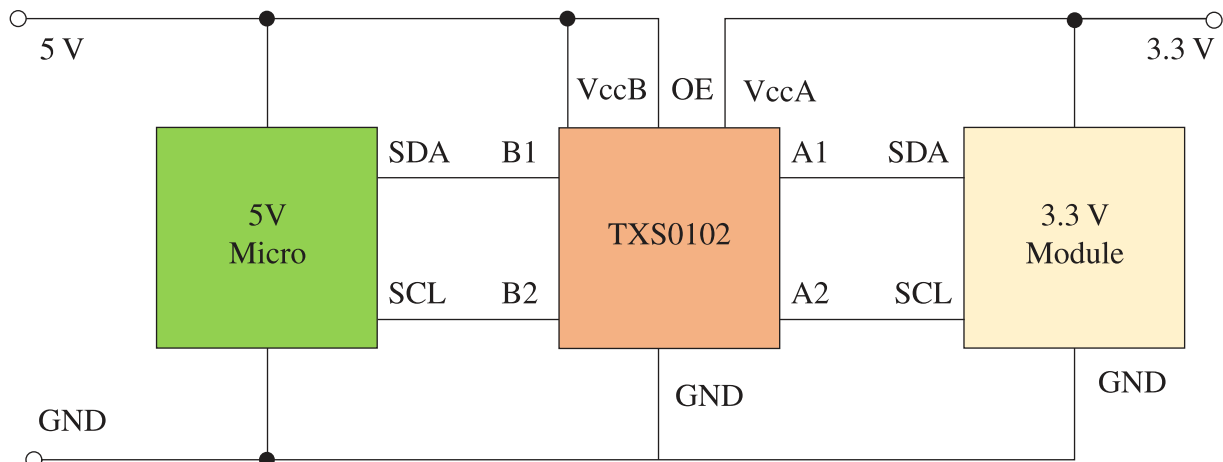 5 V
3.3 V
VccB
OE
VccA
SDA
B1
A1
SDA
5V
Micro
TXS0102
3.3 V
Module
SCL
B2
A2
SCL
GND
GND
GND